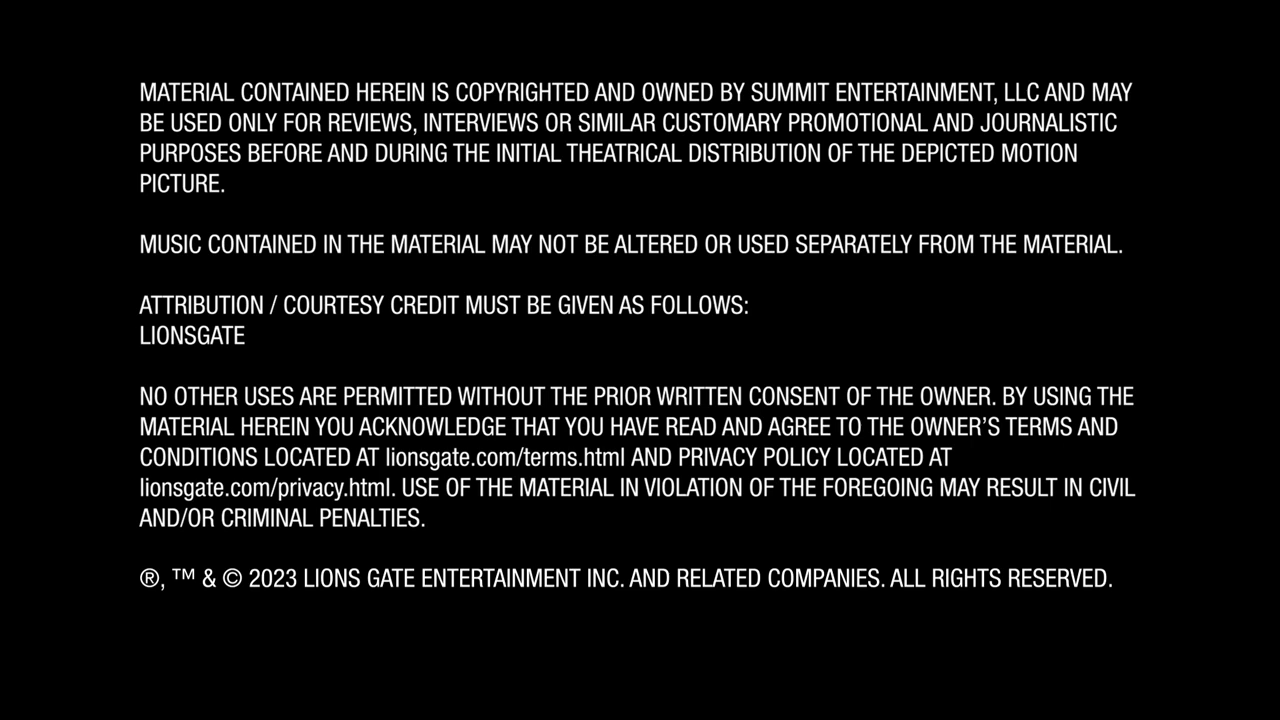 MATERIAL CONTAINED HEREIN IS COPYRIGHTED AND OWNED BY SUMMIT ENTERTAINMENT, LLC AND MAY
BE USED ONLY FOR REVIEWS, INTERVIEWS OR SIMILAR CUSTOMARY PROMOTIONAL AND JOURNALISTIC
PURPOSES BEFORE AND DURING THE INITIAL THEATRICAL DISTRIBUTION OF THE DEPICTED MOTION
PICTURE.
MUSIC CONTAINED IN THE MATERIAL MAY NOT BE ALTERED OR USED SEPARATELY FROM THE MATERIAL.
ATTRIBUTION / COURTESY CREDIT MUST BE GIVEN AS FOLLOWS:
LIONSGATE
NO OTHER USES ARE PERMITTED WITHOUT THE PRIOR WRITTEN CONSENT OF THE OWNER. BY USING THE
MATERIAL HEREIN YOU ACKNOWLEDGE THAT YOU HAVE READ AND AGREE TO THE OWNER’S TERMS AND
CONDITIONS LOCATED AT lionsgate.com/terms.html AND PRIVACY POLICY LOCATED AT
lionsgate.com/privacy.html. USE OF THE MATERIAL IN VIOLATION OF THE FOREGOING MAY RESULT IN CIVIL
AND/OR CRIMINAL PENALTIES.
®, ™ & © 2023 LIONS GATE ENTERTAINMENT INC. AND RELATED COMPANIES. ALL RIGHTS RESERVED.